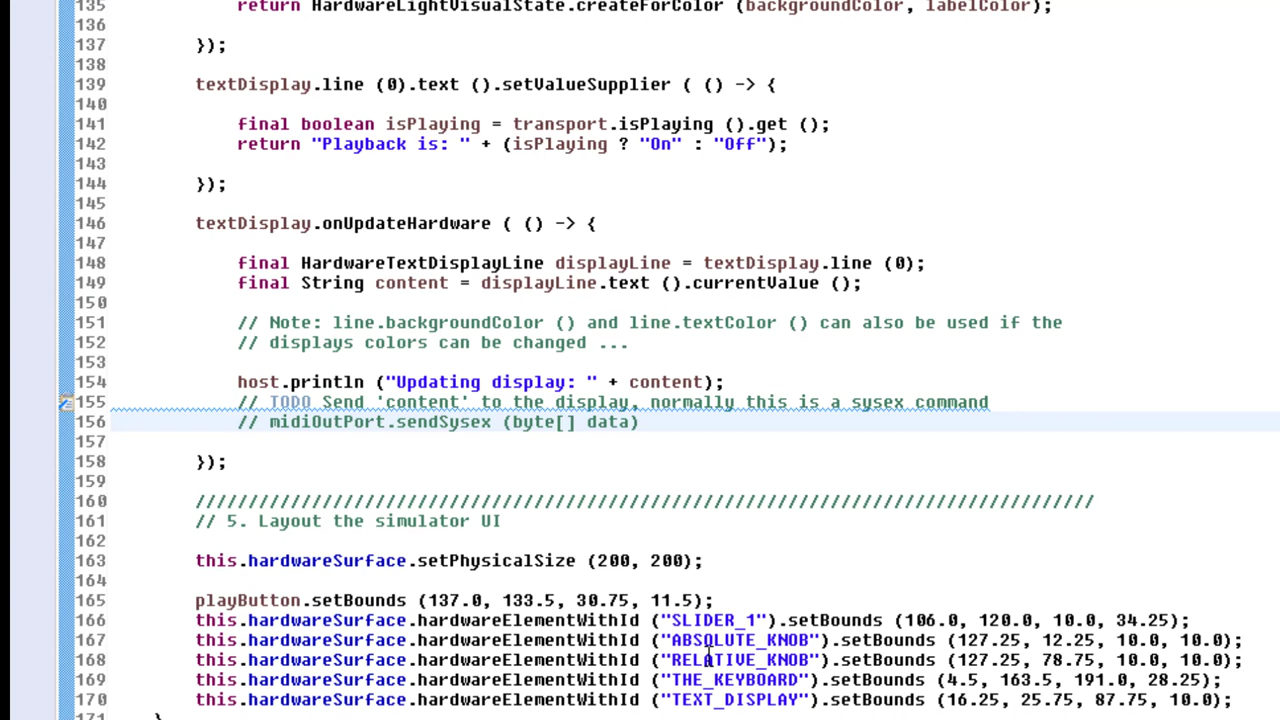 135 return HardwareLightVisualState.createForColor (backgroundColor, labelColor);
136
137 });
138
139 textDisplay.line (0).text ().setValueSupplier ( () -> {
140
141 final boolean isPlaying = transport.isPlaying ().get ();
142 return "Playback is: " + (isPlaying ? "On" : "Off");
143
144 });
145
146 textDisplay.onUpdateHardware ( () -> {
147
148 final HardwareTextDisplayLine displayLine = textDisplay.line (0);
149 final String content = displayLine.text ().currentValue ();
150
151 // Note: line.backgroundColor () and line.textColor () can also be used if the
152 // displays colors can be changed ...
153
154 host.println ("Updating display: " + content);
155 // TODO Send 'content' to the display, normally this is a sysex command
156 // midiOutPort.sendSysex (byte[] data)
157
158 });
159
160 /////////////////////////////////////////////////////////////////////////////////////
161 // 5. Layout the simulator UI
162
163 this.hardwareSurface.setPhysicalSize (200, 200);
164
165 playButton.setBounds (137.0, 133.5, 30.75, 11.5);
166 this.hardwareSurface.hardwareElementWithId ("SLIDER_1").setBounds (106.0, 120.0, 10.0, 34.25);
167 this.hardwareSurface.hardwareElementWithId ("ABSOLUTE_KNOB").setBounds (127.25, 12.25, 10.0, 10.0);
168 this.hardwareSurface.hardwareElementWithId ("RELATIVE_KNOB").setBounds (127.25, 78.75, 10.0, 10.0);
169 this.hardwareSurface.hardwareElementWithId ("THE_KEYBOARD").setBounds (4.5, 163.5, 191.0, 28.25);
170 this.hardwareSurface.hardwareElementWithId ("TEXT_DISPLAY").setBounds (16.25, 25.75, 87.75, 10.0);
171 }